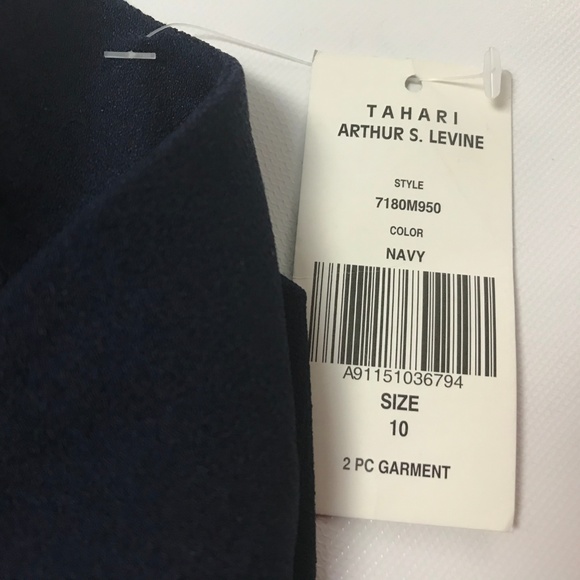 TAHARI
ARTHUR S. LEVINE
STYLE
7180M950
COLOR
NAVY
A91151036794
SIZE
10
2 PC GARMENT